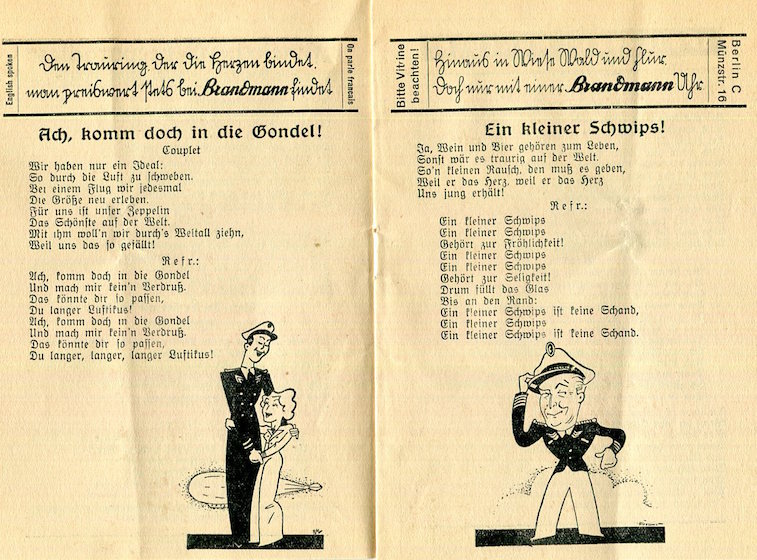 English spoken
Den Trauring, der die Herzen bindet,
man preiswert stets bei Brandmann findet
On parle francais
Ach, komm doch in die Gondel!
Couplet
Wir haben nur ein Ideal:
So durch die Luft zu schweben.
Bei einem Flug wir jedesmal
Die Größe neu erleben.
Für uns ist unser Zeppelin
Das Schönste auf der Welt.
Mit ihm woll'n wir durch's Weltall ziehn,
Weil uns das so gefällt!
Refr.:
Ach, komm doch in die Gondel
Und mach mir kein'n Verdruß.
Das könnte dir so passen,
Du langer Luftikus!
Ach, komm doch in die Gondel
Und mach mir kein'n Verdruß.
Das könnte dir so passen,
Du langer, langer, langer Luftikus!
Bitte Vitrine
beachten!
Hinaus in Wiese Wald und Flur.
Doch nur mit einer Brandmann Uhr
Berlin C
Münzstr. 16
Ein kleiner Schwips!
Ja, Wein und Bier gehören zum Leben,
Sonst wär es traurig auf der Welt.
So'n kleinen Rausch, den muß es geben,
Weil er das Herz, weil er das Herz
Uns jung erhält!
Refr.:
Ein kleiner Schwips
Ein kleiner Schwips
Gehört zur Fröhlichkeit!
Ein kleiner Schwips
Ein kleiner Schwips
Gehört zur Seligkeit!
Drum füllt das Glas
Bis an den Rand:
Ein kleiner Schwips ist keine Schand,
Ein kleiner Schwips
Ein kleiner Schwips ist keine Schand.